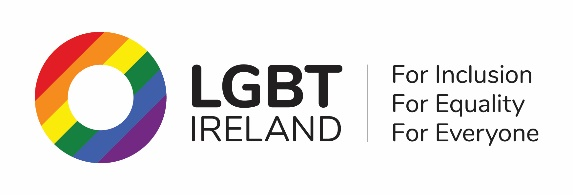 LGBT
IRELAND
For Inclusion
For Equality
For Everyone